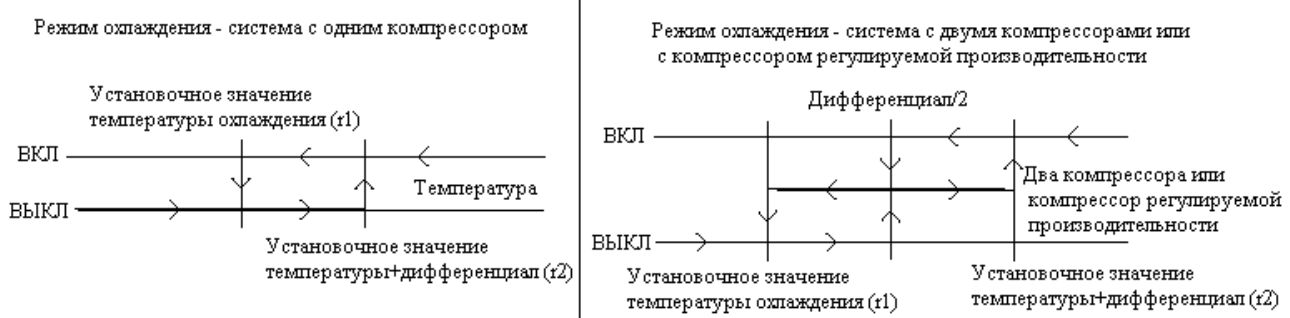 Режим охлаждения - система с одним компрессором
Установочное значение
температуры охлаждения (r1)
ВКЛ
Температура
ВЫКЛ
Установочное значение
температуры+дифференциал (r2)
Режим охлаждения - система с двумя компрессорами или
с компрессором регулируемой производительности
Дифференциал/2
ВКЛ
Два компрессора или
компрессор регулируемой
производительности
ВЫКЛ
Установочное значение
температуры охлаждения (r1)
Установочное значение
температуры+дифференциал (r2)